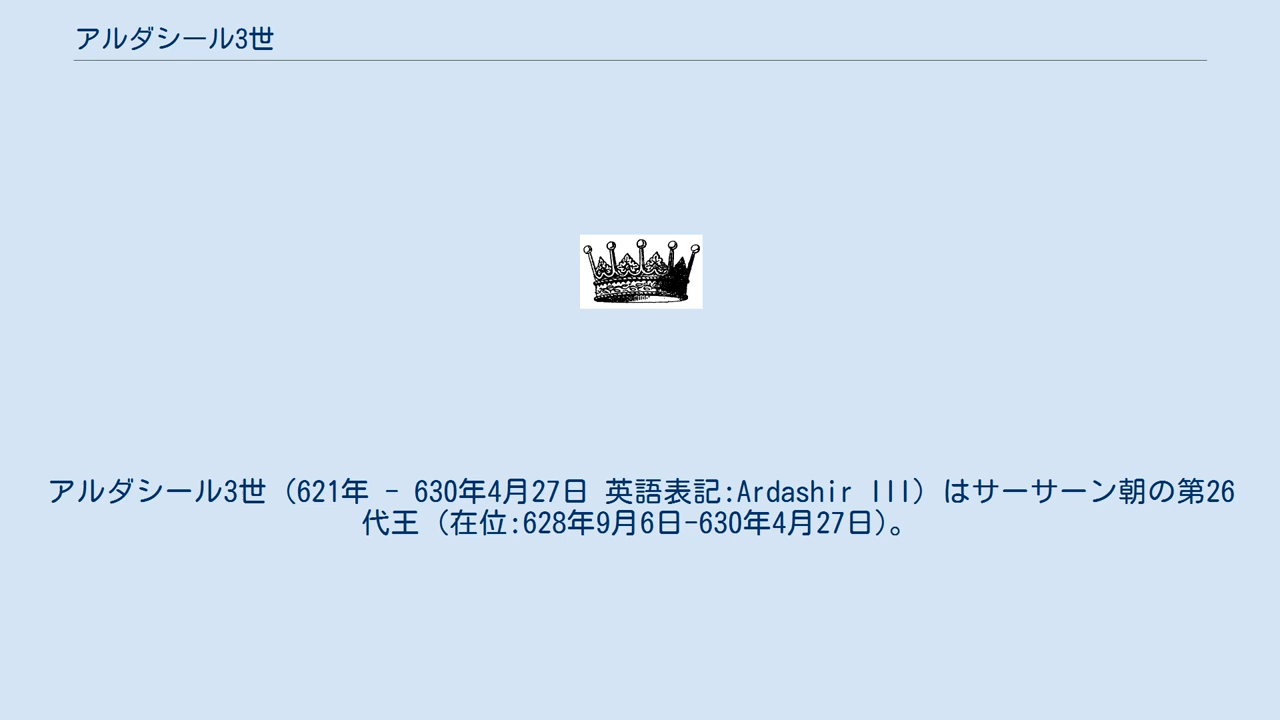 アルダシール3世
アルダシール3世（621年 - 630年4月27日 英語表記:Ardashir III）はサーサーン朝の第26
代王（在位:628年9月6日-630年4月27日)。